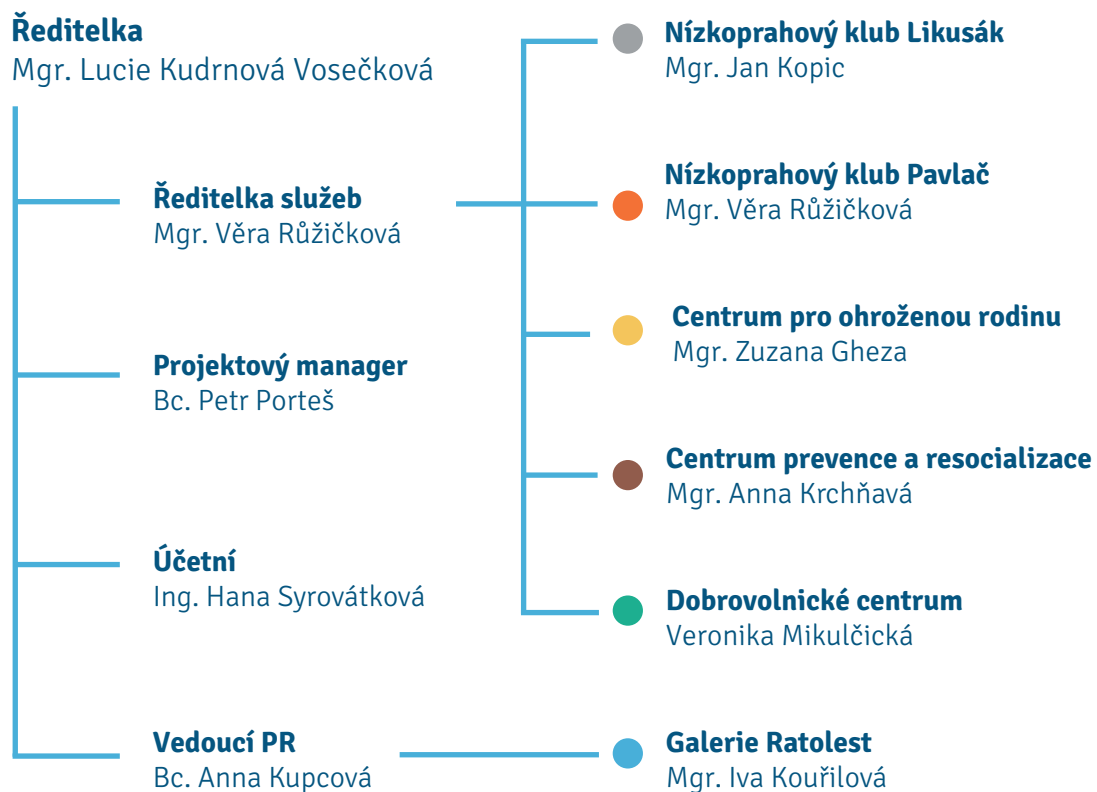 Ředitelka
Mgr. Lucie Kudrnová Vosečková
Ředitelka služeb
Mgr. Věra Růžičková
Projektový manager
Bc. Petr Porteš
Účetní
Ing. Hana Syrovátková
Vedoucí PR
Bc. Anna Kupcová
Nízkoprahový klub Likusák
Mgr. Jan Kopic
Nízkoprahový klub Pavlač
Mgr. Věra Růžičková
Centrum pro ohroženou rodinu
Mgr. Zuzana Gheza
Centrum prevence a resocializace
Mgr. Anna Krchňavá
Dobrovolnické centrum
Veronika Mikulčická
Galerie Ratolest
Mgr. Iva Kouřilová